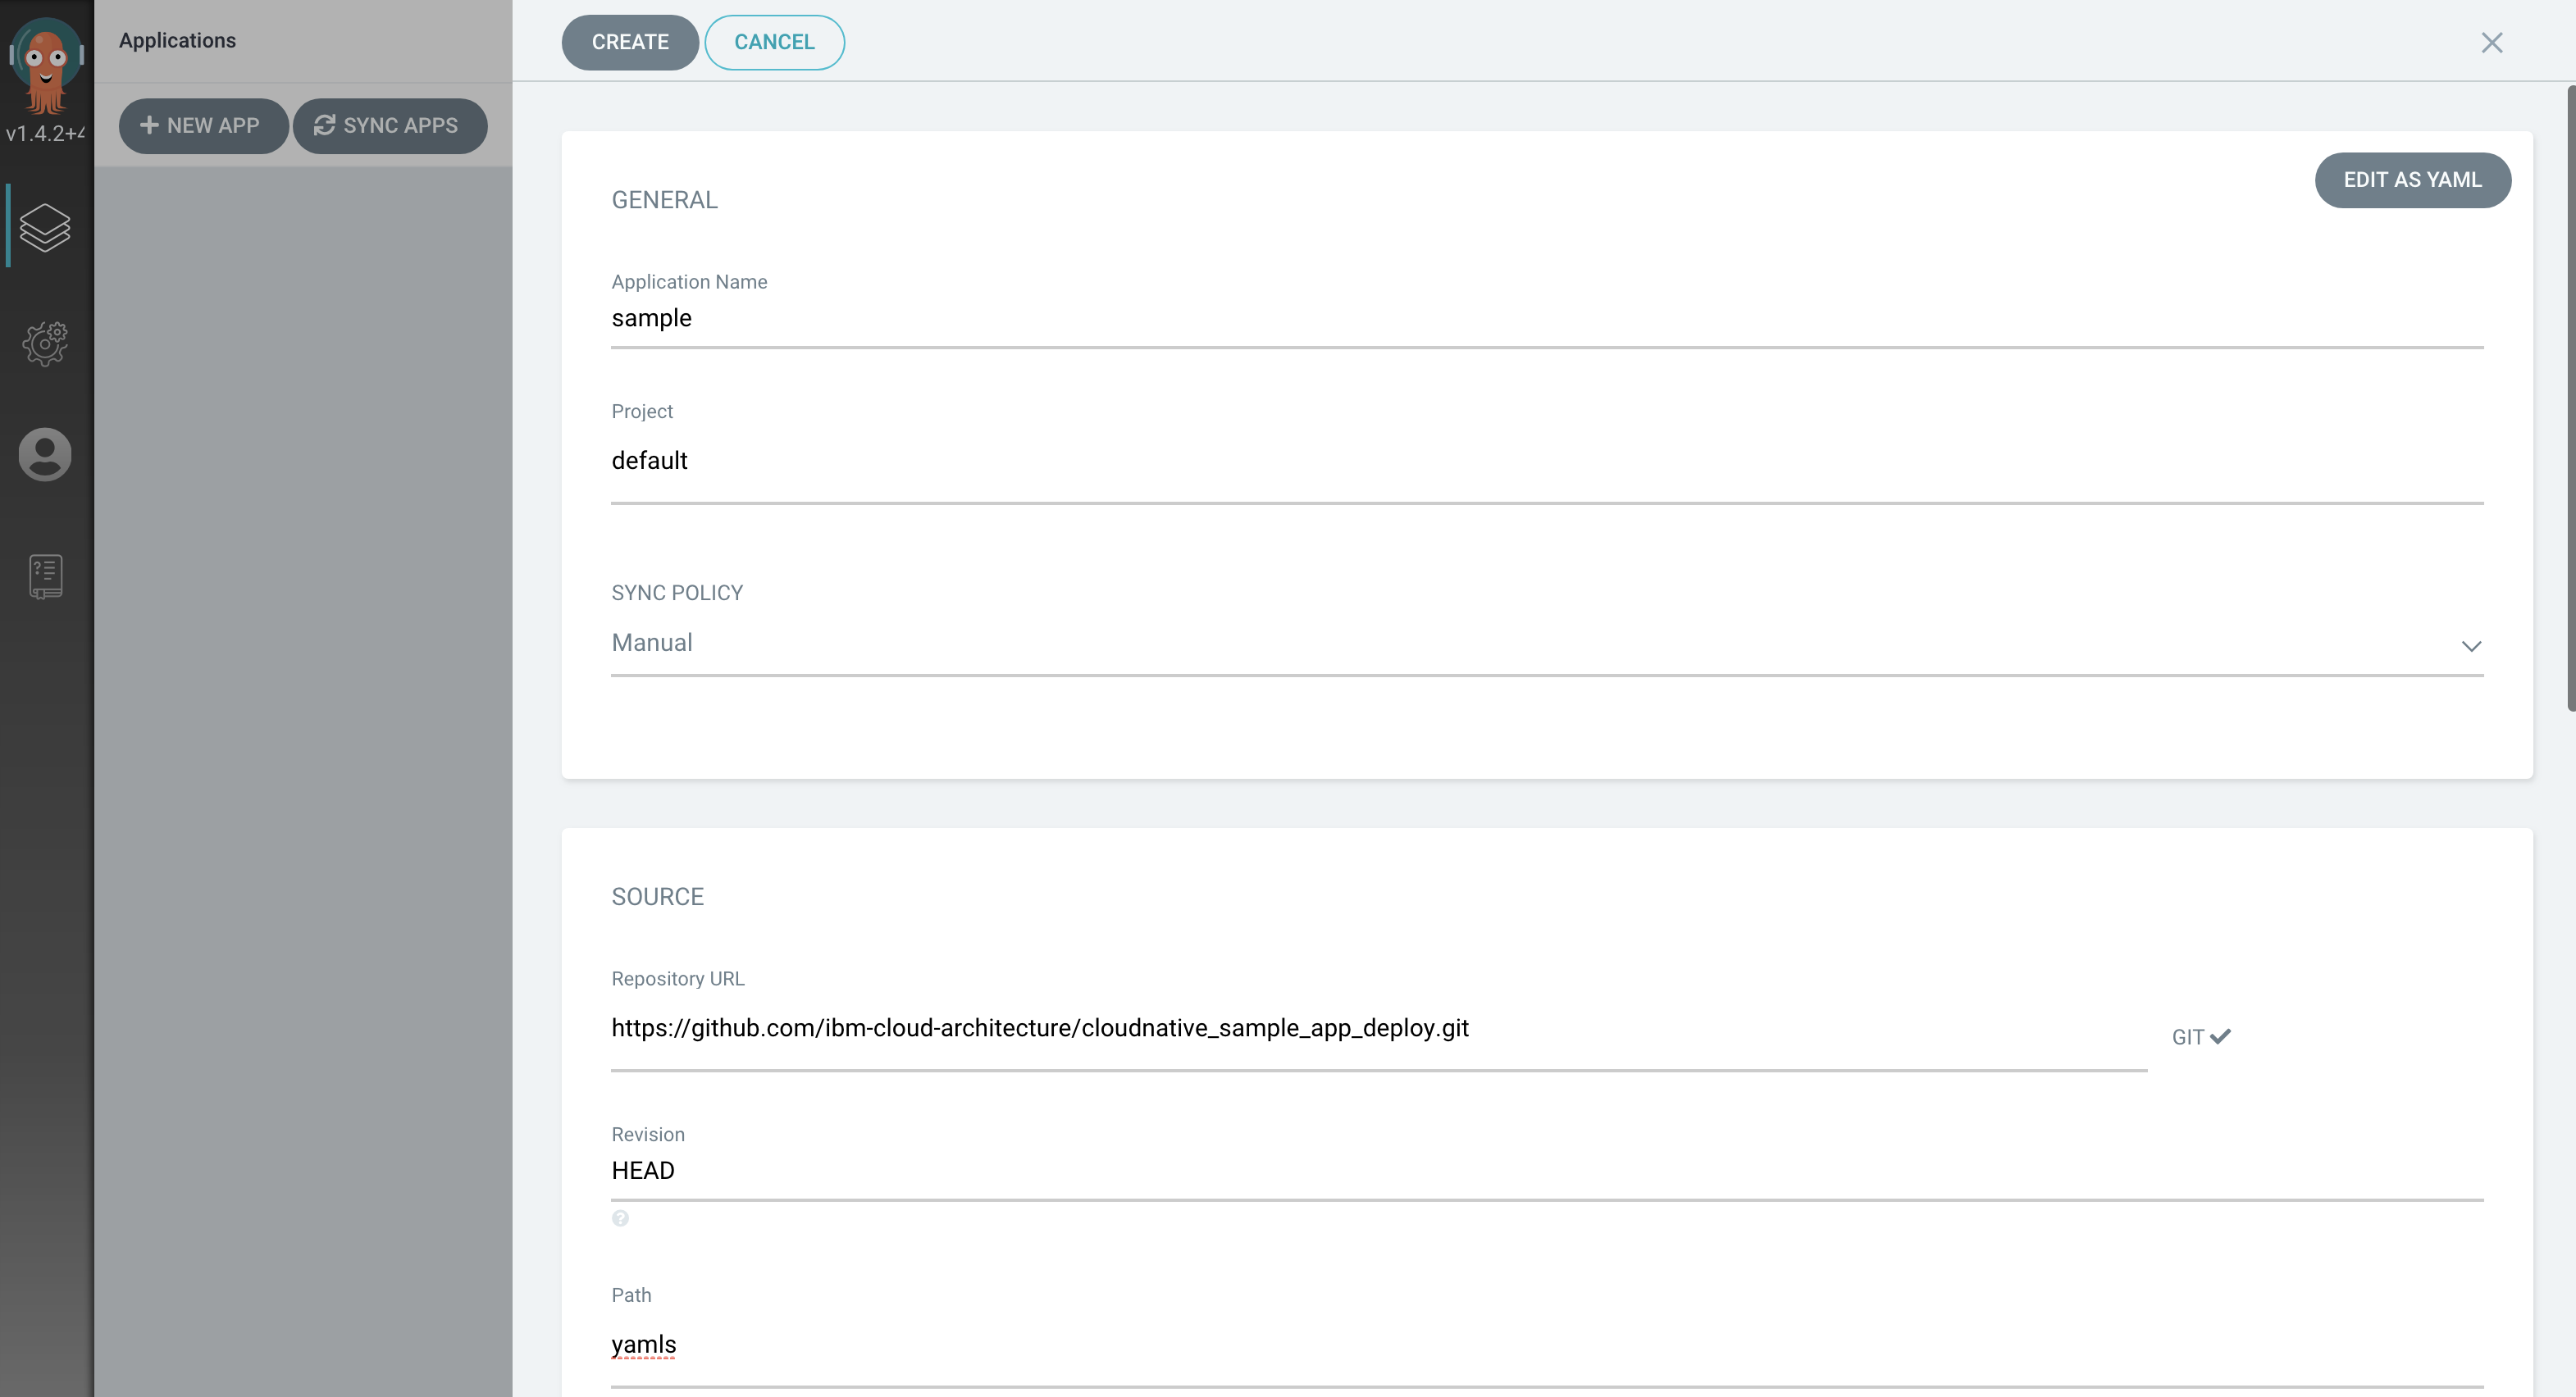 v1.4.2+4
Applications
NEW APP
SYNC APPS
CREATE
CANCEL
GENERAL
EDIT AS YAML
Application Name
sample
Project
default
SYNC POLICY
Manual
SOURCE
Repository URL
https://github.com/ibm-cloud-architecture/cloudnative_sample_app_deploy.git
GIT
Revision
HEAD
?
Path
yamls